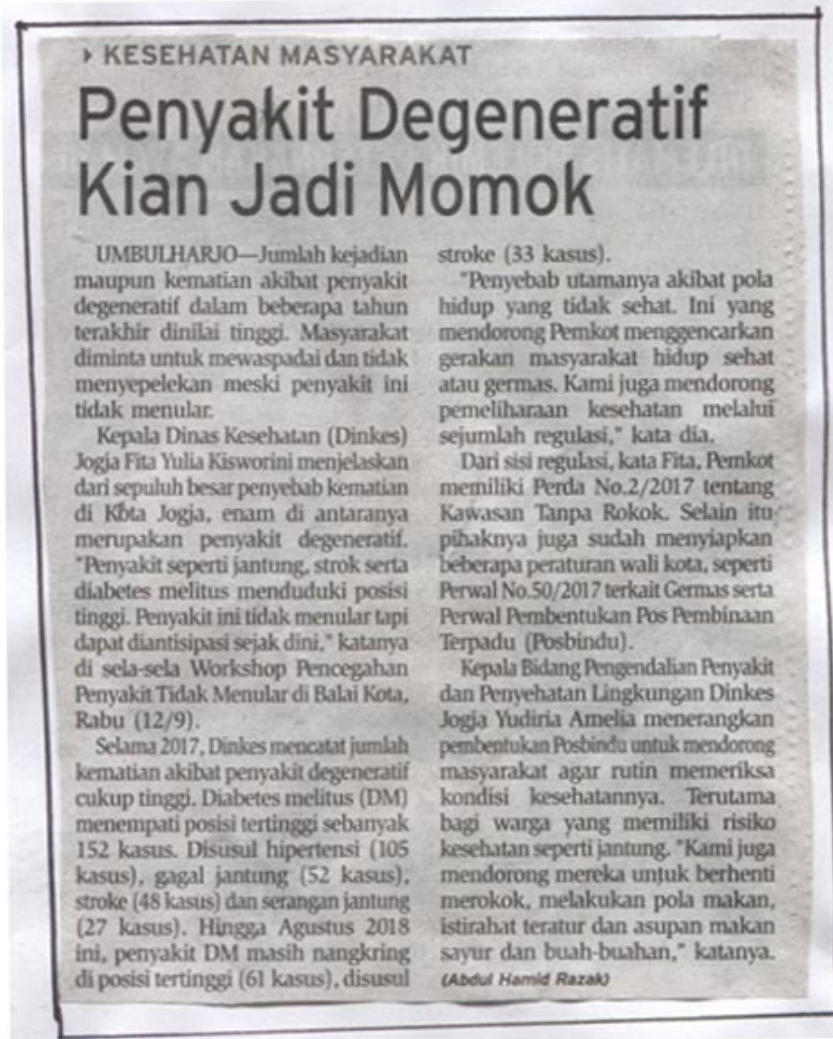 KESEHATAN MASYARAKAT
Penyakit Degeneratif
Kian Jadi Momok
UMBULHARJO—Jumlah kejadian
maupun kematian akibat penyakit
degeneratif dalam beberapa tahun
terakhir dinilai tinggi. Masyarakat
diminta untuk mewaspadai dan tidak
menyepelekan meski penyakit ini
tidak menular.
Kepala Dinas Kesehatan (Dinkes)
Jogja Fita Yulia Kisworini menjelaskan
dari sepuluh besar penyebab kematian
di Kota Jogja, enam di antaranya
merupakan penyakit degeneratif.
"Penyakit seperti jantung, strok serta
diabetes melitus menduduki posisi
tinggi. Penyakit ini tidak menular tapi
dapat diantisipasi sejak dini," katanya
di sela-sela Workshop Pencegahan
Penyakit Tidak Menular di Balai Kota,
Rabu (12/9).
Selama 2017, Dinkes mencatat jumlah
kematian akibat penyakit degeneratif
cukup tinggi. Diabetes melitus (DM)
menempati posisi tertinggi sebanyak
152 kasus. Disusul hipertensi (105
kasus), gagal jantung (52 kasus),
stroke (48 kasus) dan serangan jantung
(27 kasus). Hingga Agustus 2018
ini, penyakit DM masih nangkring
di posisi tertinggi (61 kasus), disusul
stroke (33 kasus).
"Penyebab utamanya akibat pola
hidup yang tidak sehat. Ini yang
mendorong Pemkot menggencarkan
gerakan masyarakat hidup sehat
atau germas. Kami juga mendorong
pemeliharaan kesehatan melalui
sejumlah regulasi," kata dia.
Dari sisi regulasi, kata Fita, Pemkot
memiliki Perda No.2/2017 tentang
Kawasan Tanpa Rokok. Selain itu
pihaknya juga sudah menyiapkan
beberapa peraturan wali kota, seperti
Perwal No.50/2017 terkait Germas serta
Perwal Pembentukan Pos Pembinaan
Terpadu (Posbindu).
Kepala Bidang Pengendalian Penyakit
dan Penyehatan Lingkungan Dinkes
Jogja Yudiria Amelia menerangkan
pembentukan Posbindu untuk mendorong
masyarakat agar rutin memeriksa
kondisi kesehatannya. Terutama
bagi warga yang memiliki risiko
kesehatan seperti jantung. "Kami juga
mendorong mereka untuk berhenti
merokok, melakukan pola makan,
istirahat teratur dan asupan makan
sayur dan buah-buahan," katanya.
(Abdul Hamid Razak)